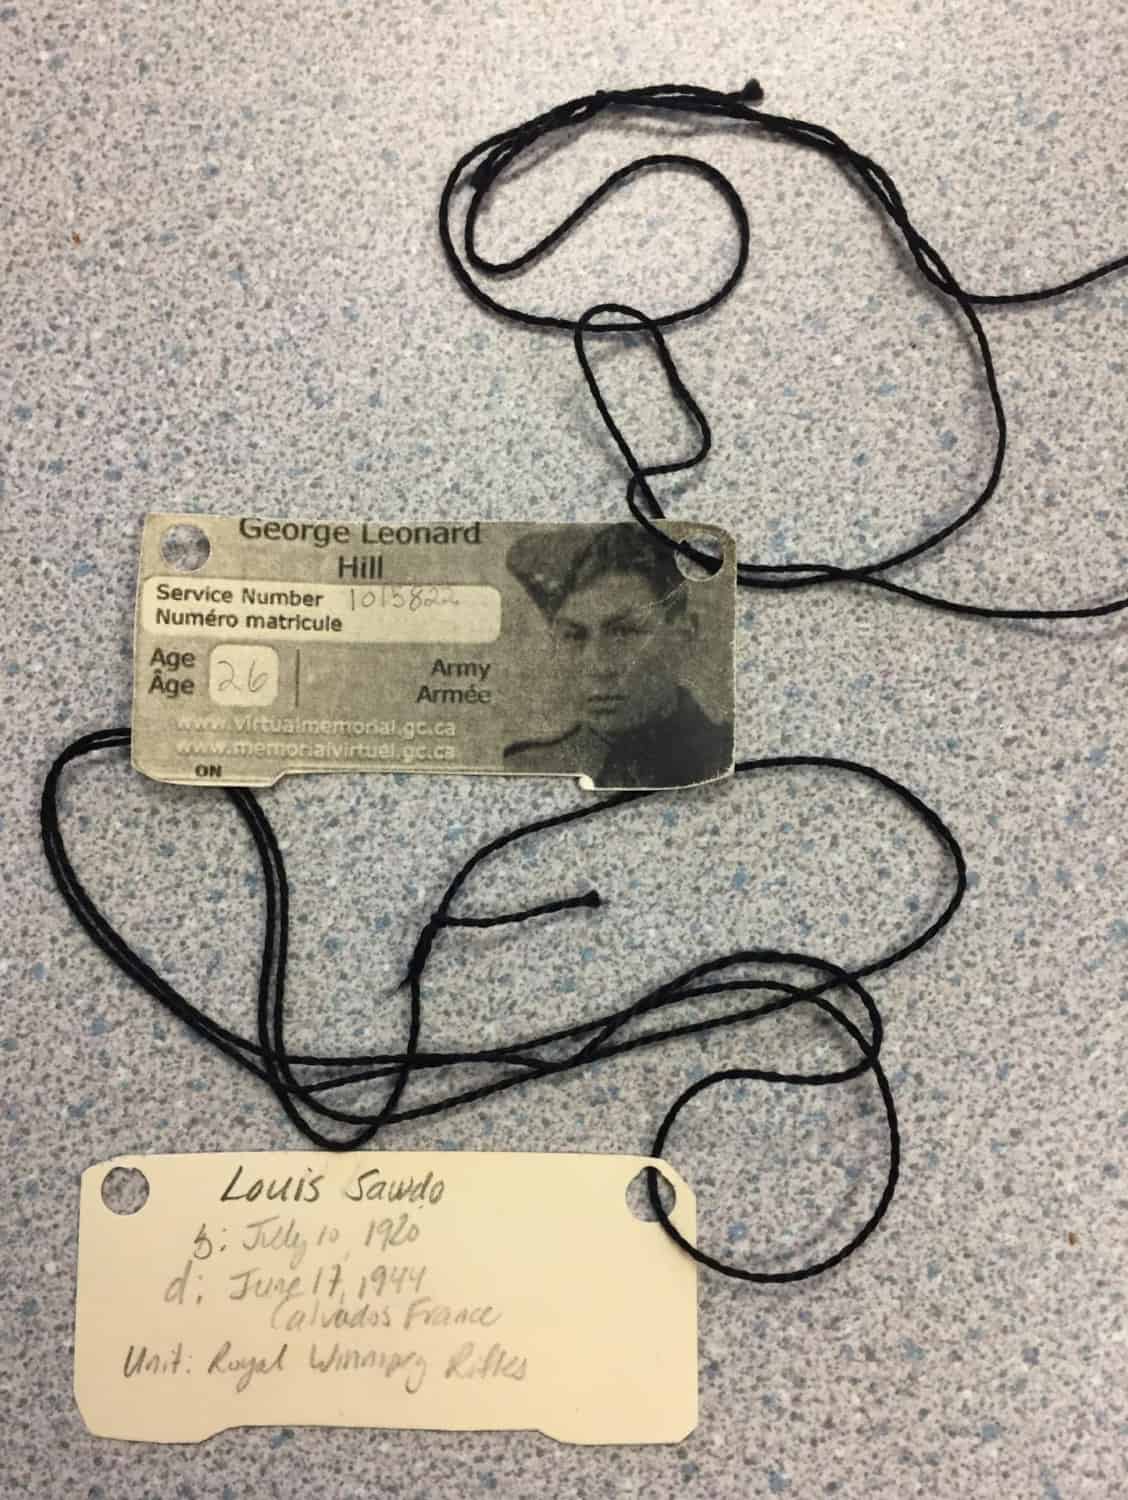 George Leonard
Hill
Service Number 1015822
Numéro matricule
Age
Âge 26
Army
Armée
www.virtualmemorial.gc.ca
www.memorialvirtuel.gc.ca
ON
Louis Sawdo
b: July 10, 1920
d: June 17, 1944
Calvados France
Unit: Royal Winnipeg Rifles